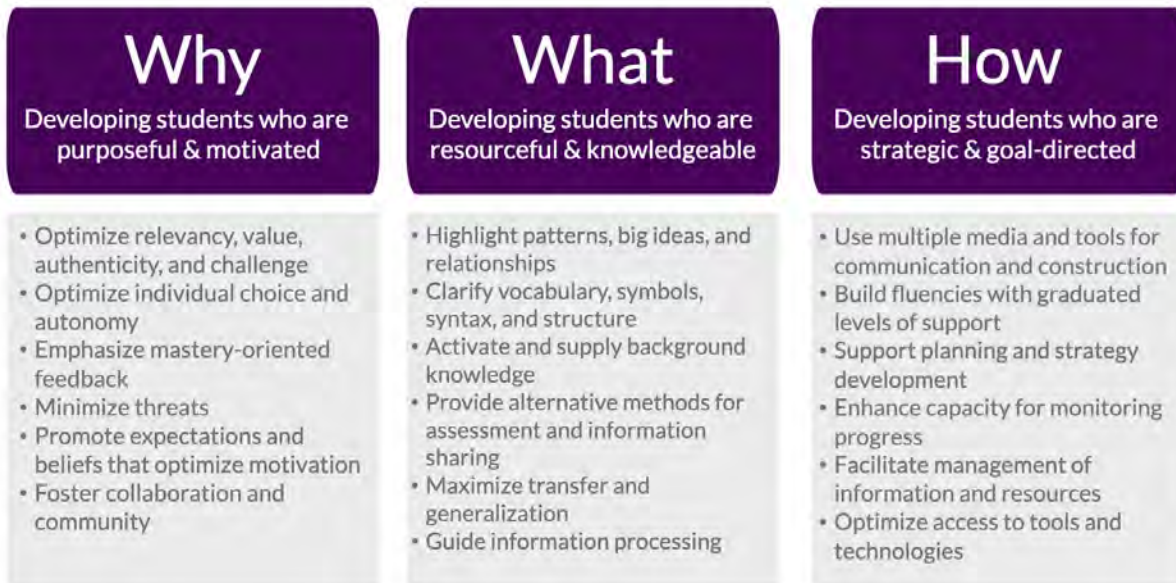 Why
Developing students who are
purposeful & motivated
• Optimize relevancy, value,
authenticity, and challenge
• Optimize individual choice and
autonomy
• Emphasize mastery-oriented
feedback
• Minimize threats
• Promote expectations and
beliefs that optimize motivation
• Foster collaboration and
community
What
Developing students who are
resourceful & knowledgeable
• Highlight patterns, big ideas, and
relationships
• Clarify vocabulary, symbols,
syntax, and structure
• Activate and supply background
knowledge
• Provide alternative methods for
assessment and information
sharing
• Maximize transfer and
generalization
• Guide information processing
How
Developing students who are
strategic & goal-directed
• Use multiple media and tools for
communication and construction
• Build fluencies with graduated
levels of support
• Support planning and strategy
development
• Enhance capacity for monitoring
progress
• Facilitate management of
information and resources
• Optimize access to tools and
technologies